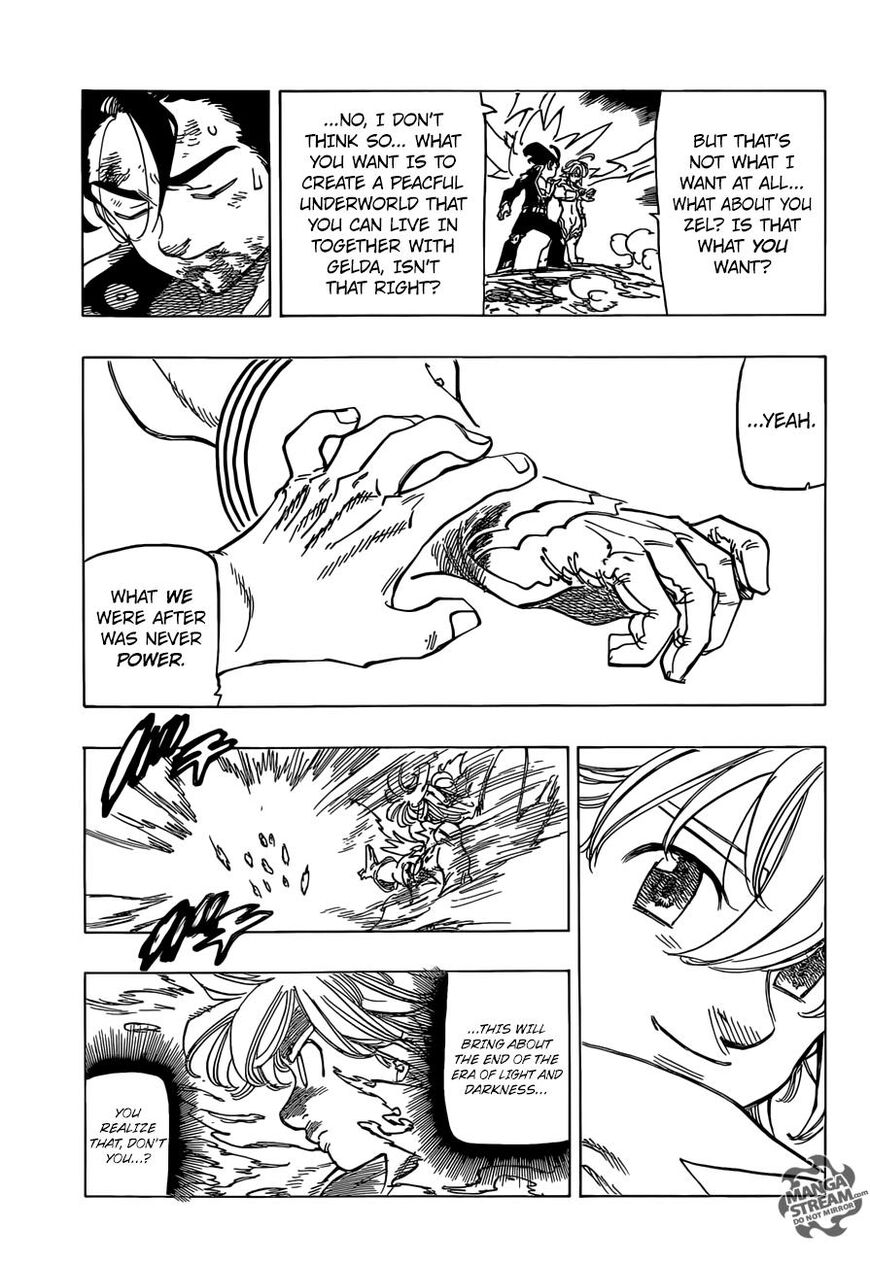 BUT THAT'S
NOT WHAT I
WANT AT ALL...
WHAT ABOUT YOU
ZEL? IS THAT
WHAT YOU
WANT?
...NO, I DON'T
THINK SO... WHAT
YOU WANT IS TO
CREATE A PEACFUL
UNDERWORLD THAT
YOU CAN LIVE IN
TOGETHER WITH
GELDA, ISN'T
THAT RIGHT?
...YEAH.
WHAT WE
WERE AFTER
WAS NEVER
POWER.
...THIS WILL
BRING ABOUT
THE END OF THE
ERA OF LIGHT AND
DARKNESS...
YOU
REALIZE
THAT, DON'T
YOU...?
MANGA
STREAM.com
DO NOT MIRROR